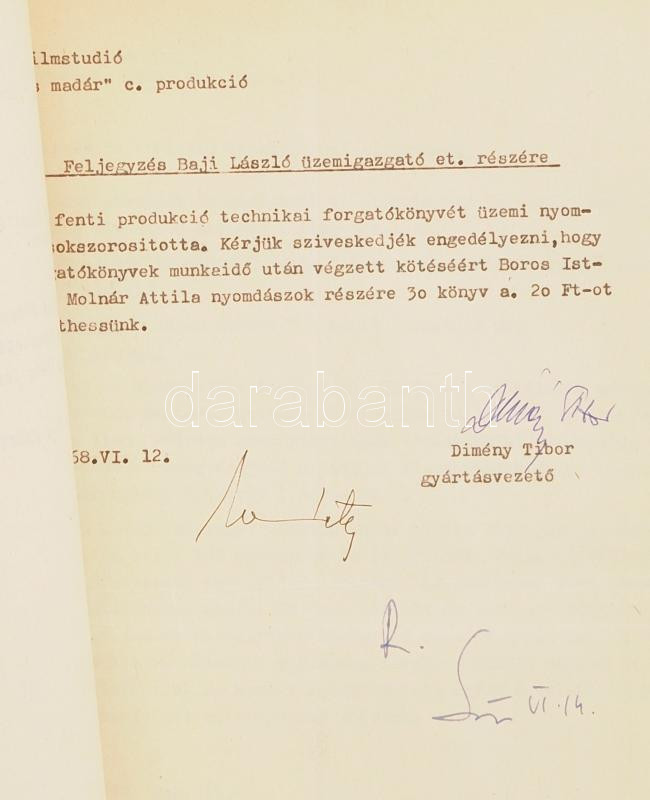 ilmstudió
s madár" c. produkció
Feljegyzés Baji László üzemigazgató et. részére
fenti produkció technikai forgatókönyvét üzemi nyom-
okszorositotta. Kérjük sziveskedjék engedélyezni,hogy
atókönyvek munkaidő után végzett kötéséért Boros Ist-
Molnár Attila nyomdászok részére 3o könyv a. 2o Ft-ot
thessünk.
darabanth
58.VI. 12.
Dimény Tibor
gyártásvezető
R.
VI.14.